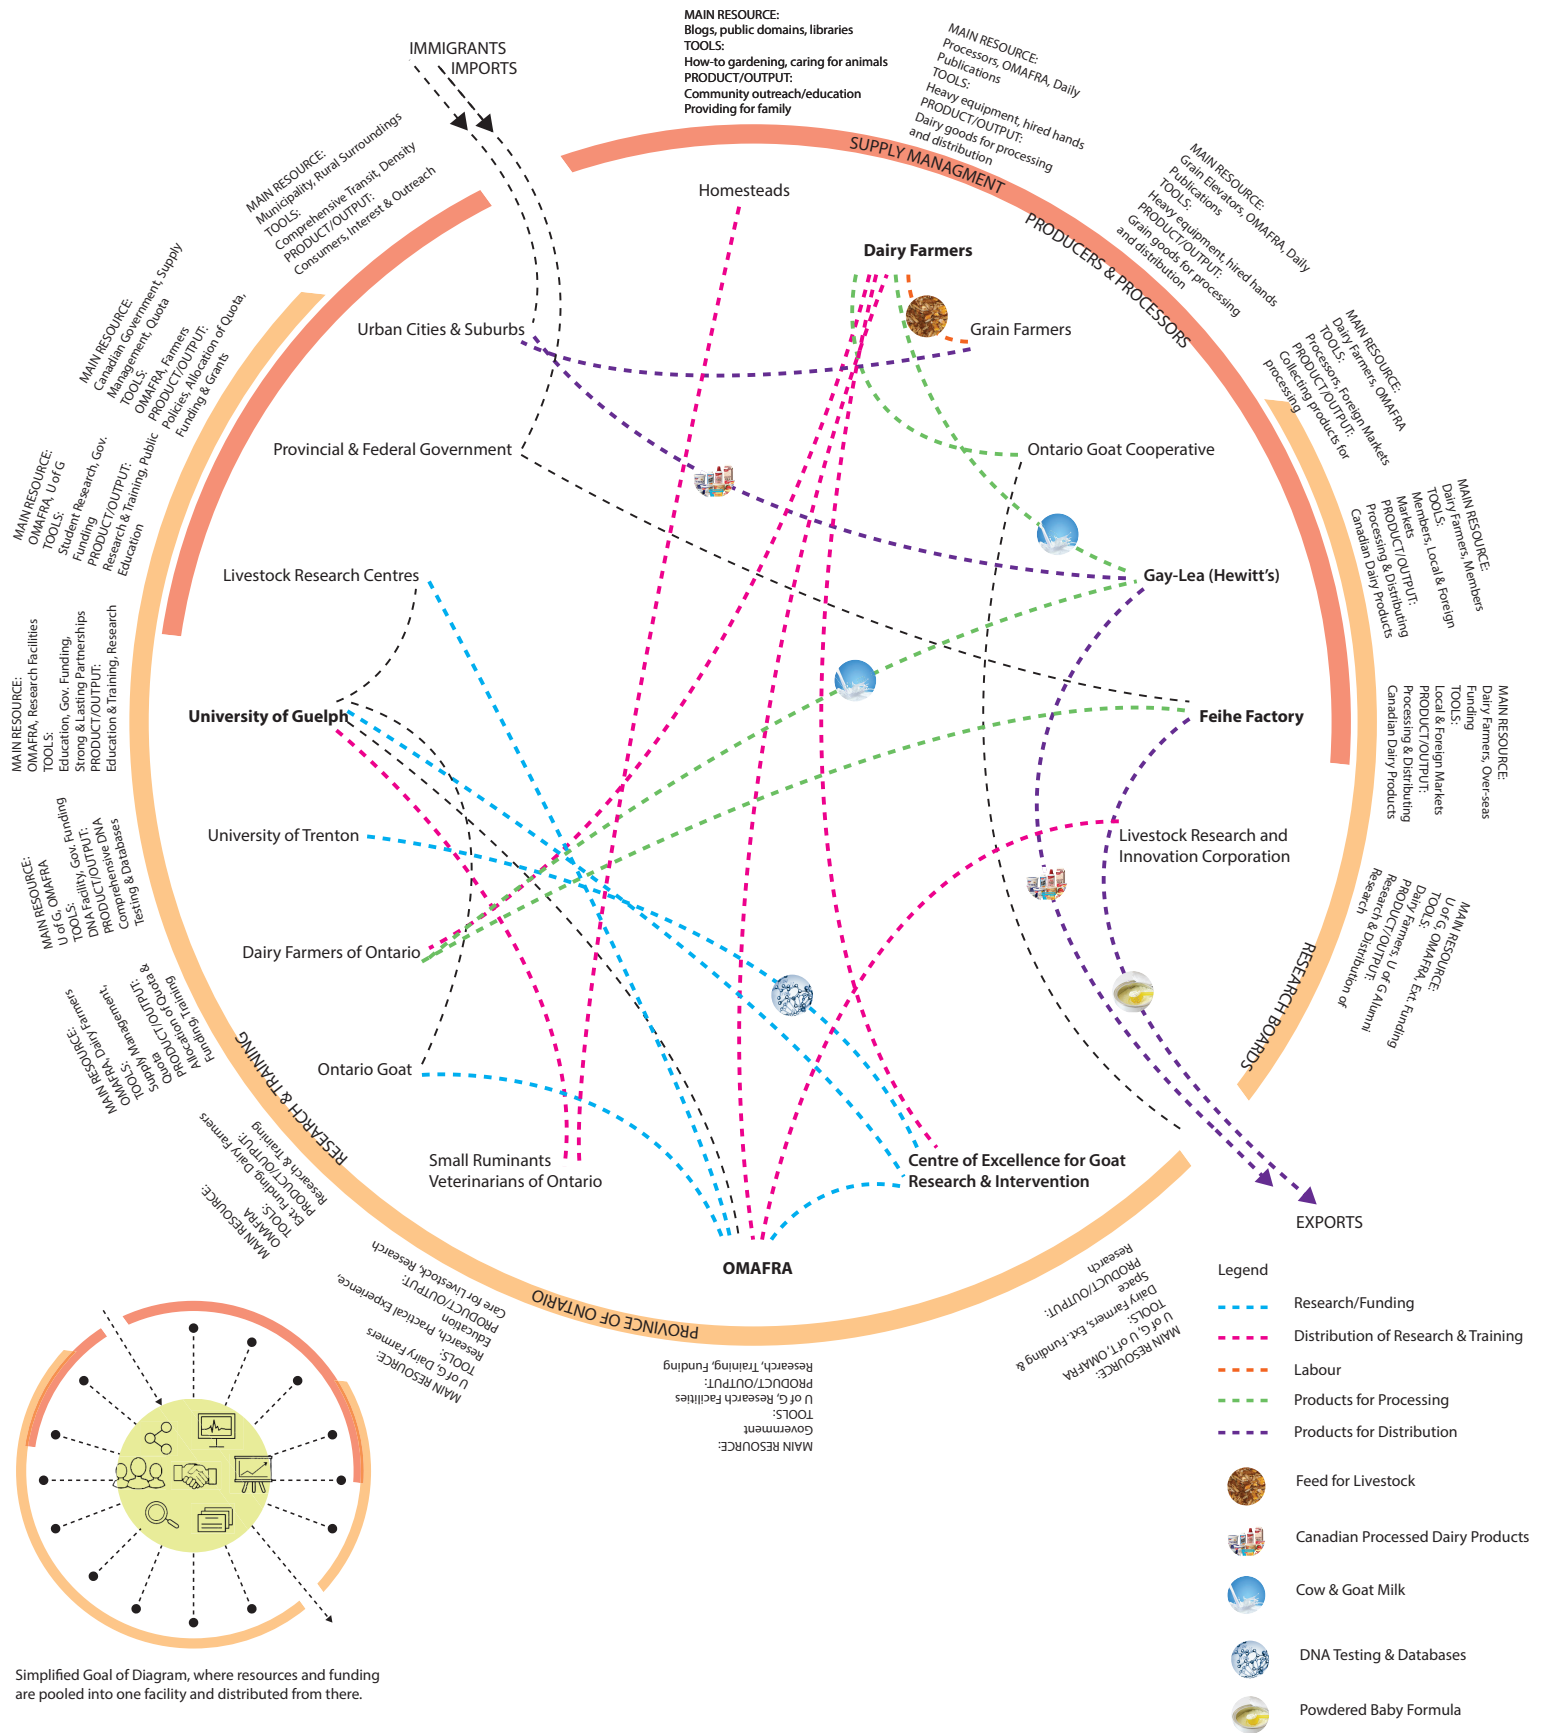 IMMIGRANTS
IMPORTS
MAIN RESOURCE:
Blogs, public domains, libraries
TOOLS:
How-to gardening, caring for animals
PRODUCT/OUTPUT:
Community outreach/education
Providing for family
MAIN RESOURCE:
Processors, OMAFRA, Daily
Publications
TOOLS:
Heavy equipment, hired hands
PRODUCT/OUTPUT:
Dairy goods for processing
and distribution
MAIN RESOURCE:
Grain Elevators, OMAFRA, Daily
Publications
TOOLS:
Heavy equipment, hired hands
PRODUCT/OUTPUT:
Grain goods for processing
and distribution
MAIN RESOURCE:
Dairy Farmers, OMAFRA
TOOLS:
Processors, Foreign Markets
PRODUCT/OUTPUT:
Collecting products for
processing
MAIN RESOURCE:
Dairy Farmers, Members
TOOLS:
Members, Local & Foreign
Markets
PRODUCT/OUTPUT:
Processing & Distributing
Canadian Dairy Products
MAIN RESOURCE:
Dairy Farmers, Over-seas
Funding
TOOLS:
Local & Foreign Markets
PRODUCT/OUTPUT:
Processing & Distributing
Canadian Dairy Products
MAIN RESOURCE:
U of G, OMAFRA, Ext. Funding
TOOLS:
Dairy Farmers, U of G Alumni
PRODUCT/OUTPUT:
Research & Distribution of
Research
MAIN RESOURCE:
U of G, U of T, OMAFRA
TOOLS:
Dairy Farmers, Ext. Funding &
Space
PRODUCT/OUTPUT:
Research
MAIN RESOURCE:
Government
TOOLS:
U of G, Research Facilities
PRODUCT/OUTPUT:
Research, Training, Funding
MAIN RESOURCE:
U of G, Dairy Farmers
TOOLS:
Research, Practical Experience,
Education
PRODUCT/OUTPUT:
Care for Livestock, Research
MAIN RESOURCE:
OMAFRA
TOOLS:
Ext. Funding, Dairy Farmers
PRODUCT/OUTPUT:
Research & Training
MAIN RESOURCE:
OMAFRA, Dairy Farmers
TOOLS:
Supply Management,
Quota
PRODUCT/OUTPUT:
Allocation of Quota &
Funding, Training
MAIN RESOURCE:
U of G, OMAFRA
TOOLS:
DNA Facility, Gov. Funding
PRODUCT/OUTPUT:
Comprehensive DNA
Testing & Databases
MAIN RESOURCE:
OMAFRA, Research Facilities
TOOLS:
Education, Gov. Funding,
Strong & Lasting Partnerships
PRODUCT/OUTPUT:
Education & Training, Research
MAIN RESOURCE:
OMAFRA, U of G
TOOLS:
Student Research, Gov.
Funding
PRODUCT/OUTPUT:
Research & Training, Public
Education
MAIN RESOURCE:
Canadian Government, Supply
Management, Quota
TOOLS:
OMAFRA, Farmers
PRODUCT/OUTPUT:
Policies, Allocation of Quota,
Funding & Grants
MAIN RESOURCE:
Municipality, Rural Surroundings
TOOLS:
Comprehensive Transit, Density
PRODUCT/OUTPUT:
Consumers, Interest & Outreach
SUPPLY MANAGMENT
PRODUCERS & PROCESSORS
RESEARCH BOARDS
PROVINCE OF ONTARIO
RESEARCH & TRAINING
Homesteads
Dairy Farmers
Urban Cities & Suburbs
Grain Farmers
Provincial & Federal Government
Ontario Goat Cooperative
Livestock Research Centres
Gay-Lea (Hewitt's)
University of Guelph
Feihe Factory
University of Trenton
Livestock Research and
Innovation Corporation
Dairy Farmers of Ontario
Ontario Goat
Small Ruminants
Veterinarians of Ontario
Centre of Excellence for Goat
Research & Intervention
OMAFRA
EXPORTS
Legend
Research/Funding
Distribution of Research & Training
Labour
Products for Processing
Products for Distribution
Feed for Livestock
Canadian Processed Dairy Products
Cow & Goat Milk
DNA Testing & Databases
Powdered Baby Formula
Simplified Goal of Diagram, where resources and funding
are pooled into one facility and distributed from there.